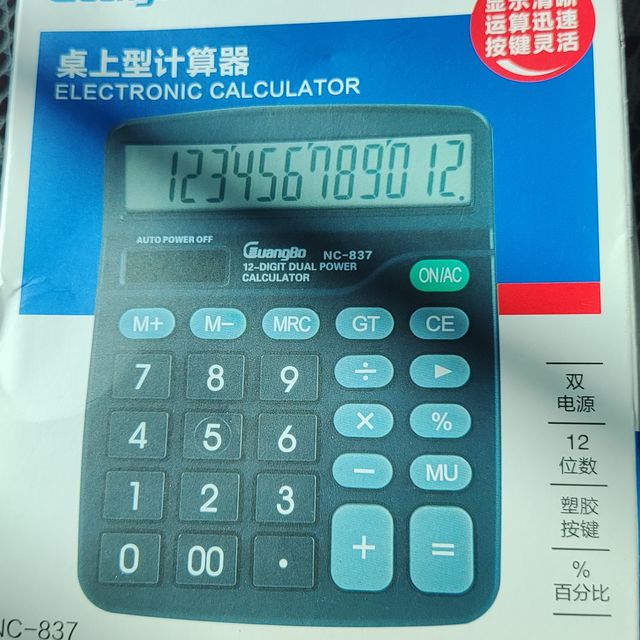 GuangBo
显示清晰
运算迅速
按键灵活
桌上型计算器
ELECTRONIC CALCULATOR
123456789012.
AUTO POWER OFF
GuangBo NC-837
12-DIGIT DUAL POWER
CALCULATOR
ON/AC
M+ M− MRC GT CE
7 8 9 ÷ ▶
4 5 6 × %
1 2 3 − MU
0 00 · + =
双
电源
12
位数
塑胶
按键
%
百分比
NC-837